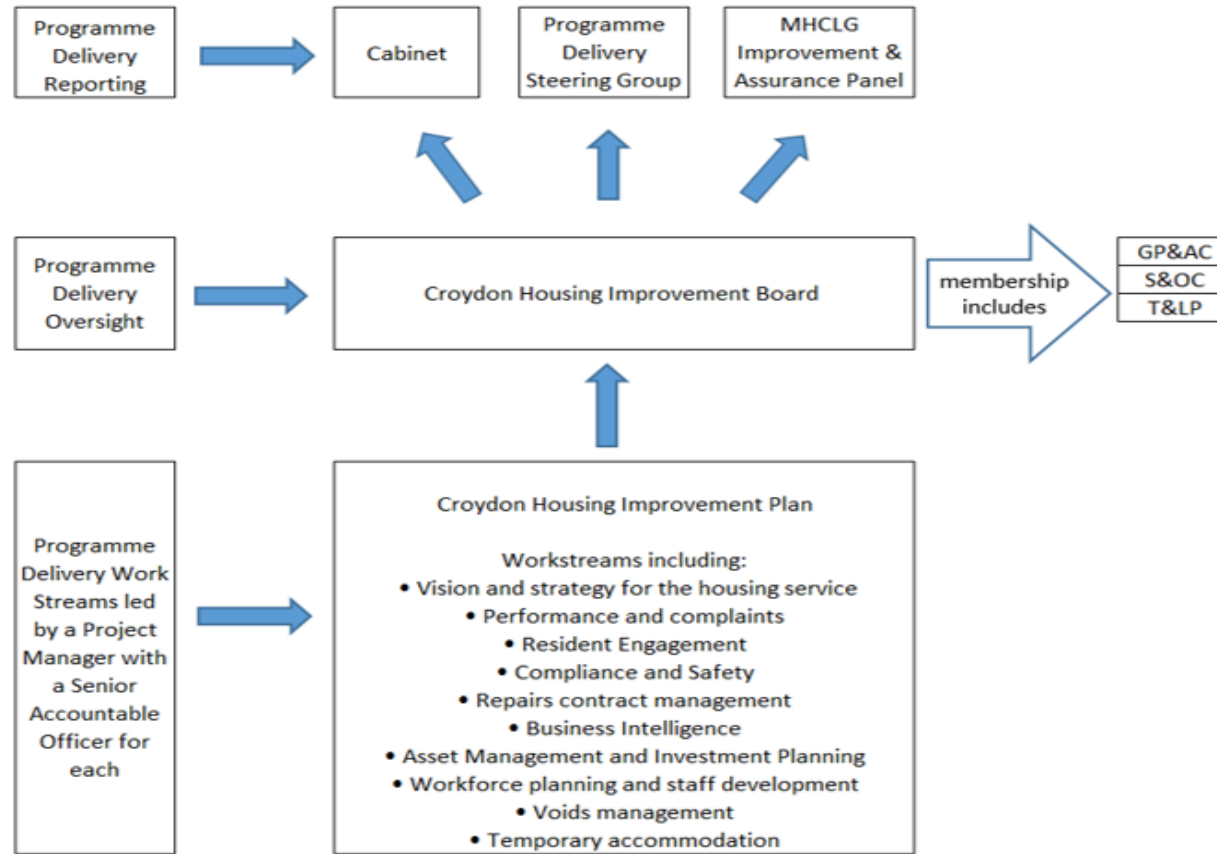 Programme
Delivery
Reporting
Cabinet
Programme
Delivery
Steering Group
MHCLG
Improvement &
Assurance Panel
Programme
Delivery
Oversight
Croydon Housing Improvement Board
membership
includes
GP&AC
S&OC
T&LP
Programme
Delivery Work
Streams led
by a Project
Manager with
a Senior
Accountable
Officer for
each
Croydon Housing Improvement Plan
Workstreams including:
• Vision and strategy for the housing service
• Performance and complaints
• Resident Engagement
• Compliance and Safety
• Repairs contract management
• Business Intelligence
• Asset Management and Investment Planning
• Workforce planning and staff development
• Voids management
• Temporary accommodation